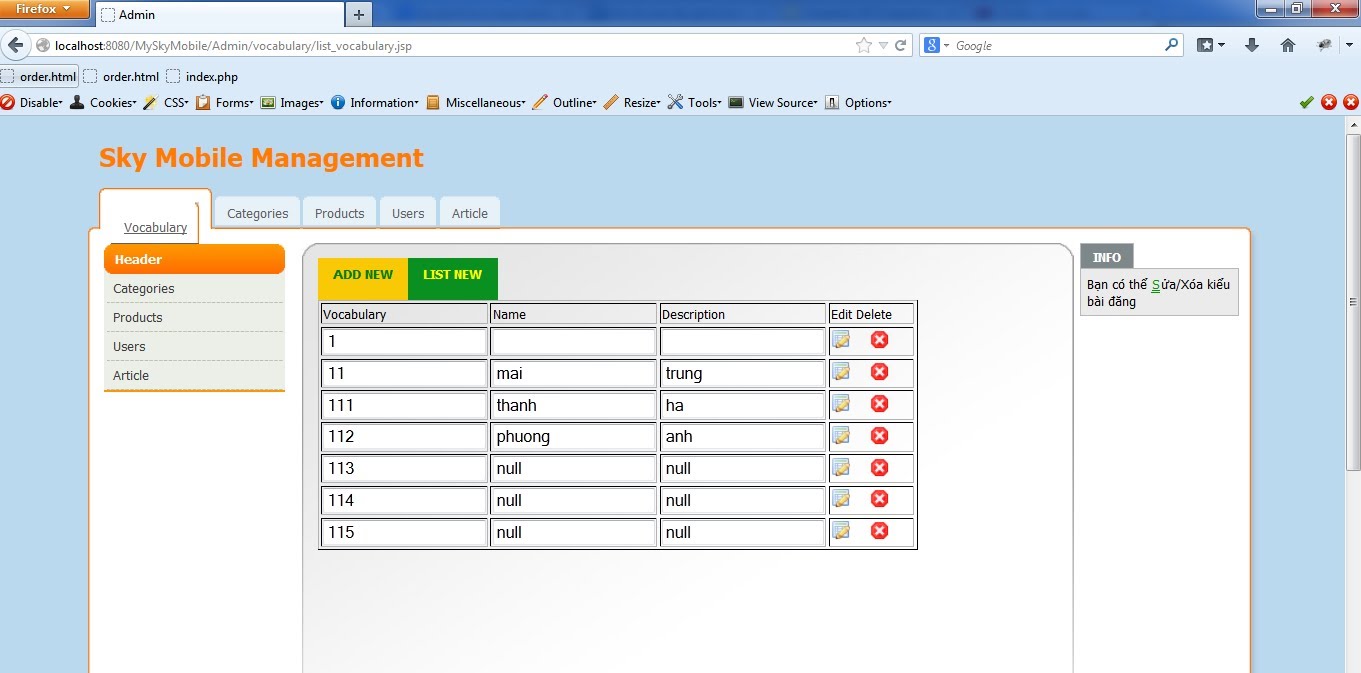 Firefox
Admin
localhost:8080/MySkyMobile/Admin/vocabulary/list_vocabulary.jsp
Google
order.html order.html index.php
Disable Cookies CSS Forms Images Information Miscellaneous Outline Resize Tools View Source Options
Sky Mobile Management
Vocabulary Categories Products Users Article
Header
Categories
Products
Users
Article
ADD NEW LIST NEW
Vocabulary Name Description Edit Delete
1
11 mai trung
111 thanh ha
112 phuong anh
113 null null
114 null null
115 null null
INFO
Bạn có thể Sửa/Xóa kiểu
bài đăng